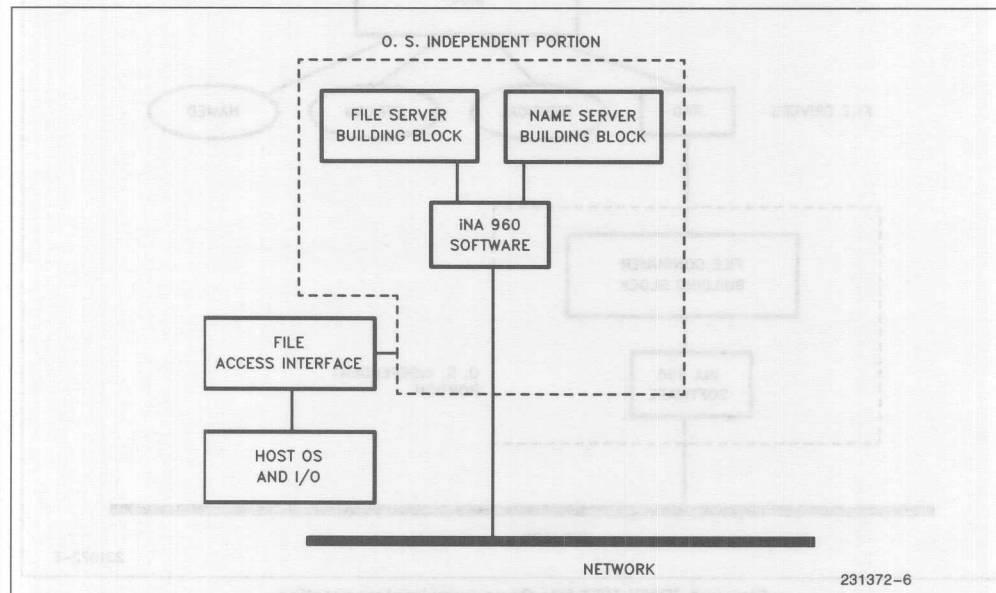 O. S. INDEPENDENT PORTION
FILE SERVER
BUILDING BLOCK
NAME SERVER
BUILDING BLOCK
iNA 960
SOFTWARE
FILE
ACCESS INTERFACE
HOST OS
AND I/O
NETWORK
231372-6